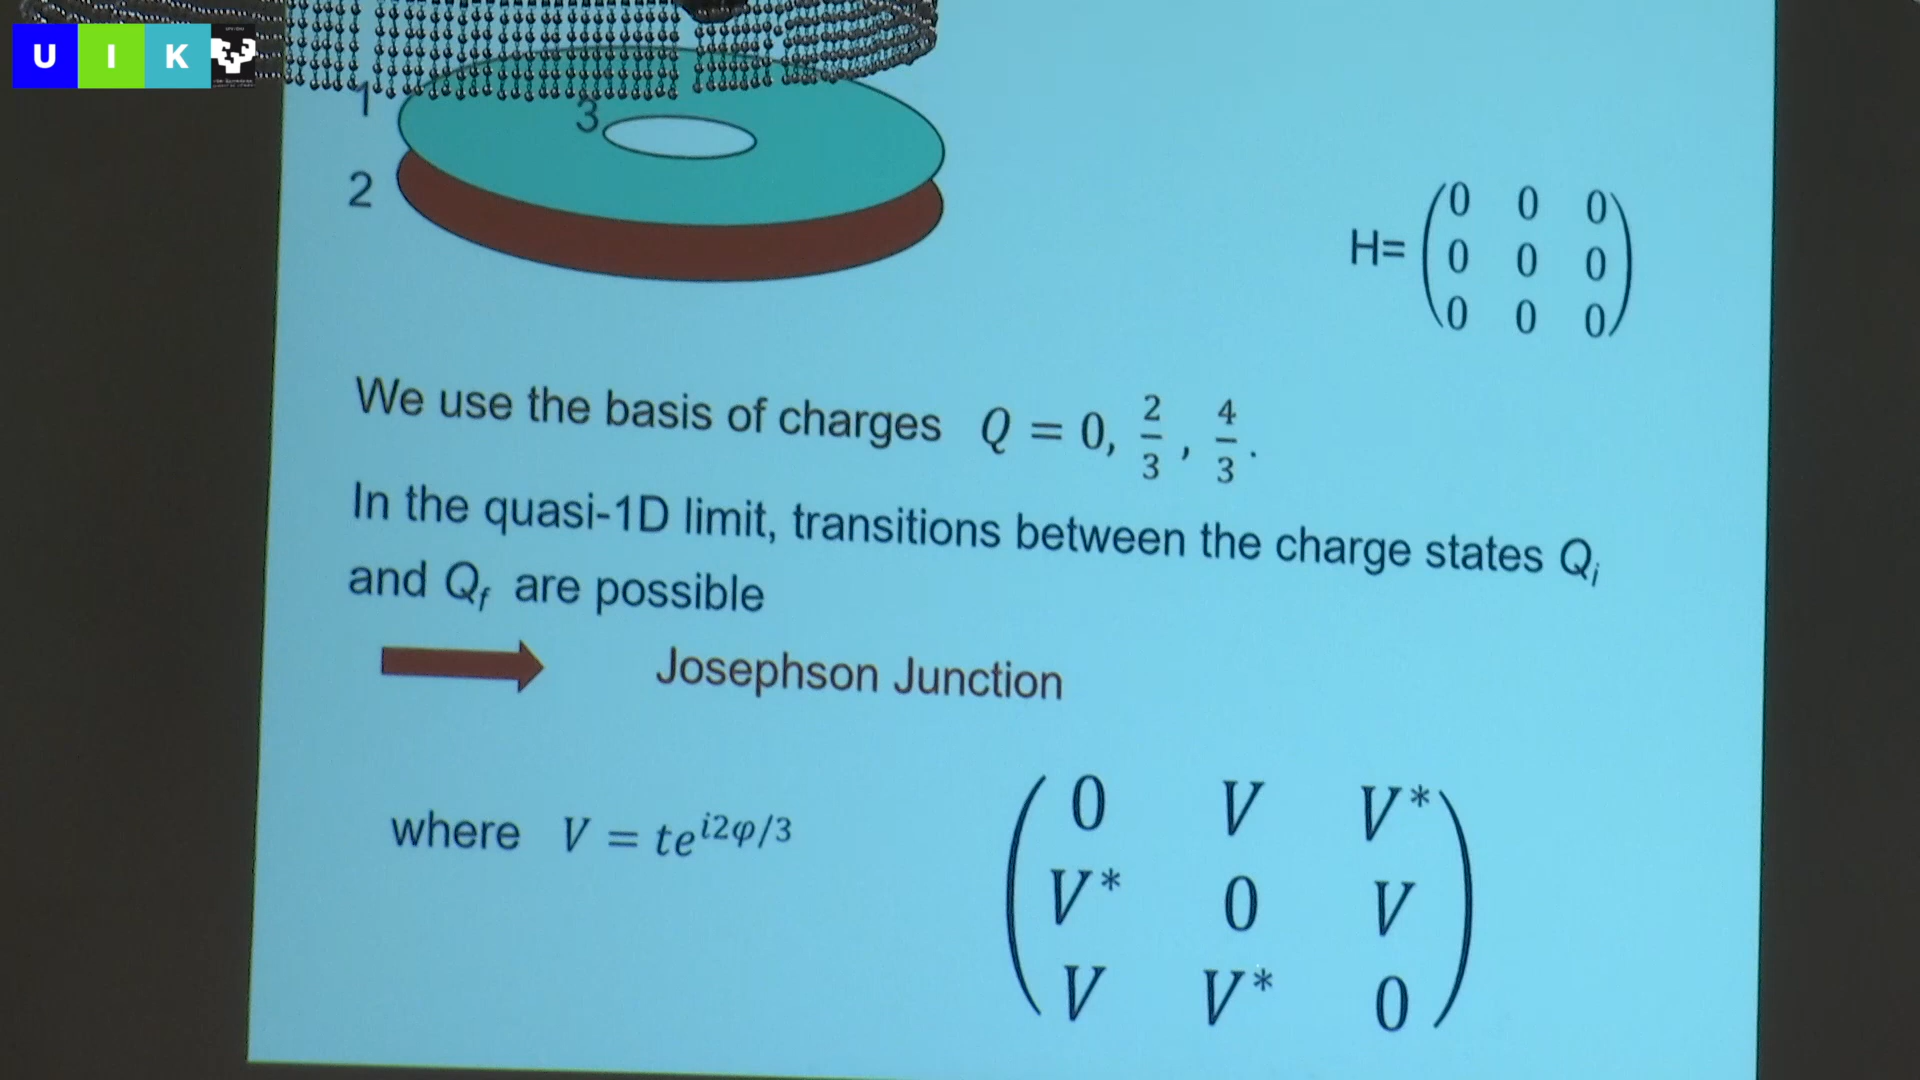 U I K
1
3
2
H= (0 0 0
0 0 0
0 0 0)
We use the basis of charges Q = 0, 2/3, 4/3.
In the quasi-1D limit, transitions between the charge states Qᵢ
and Q_f are possible
Josephson Junction
where V = te^{i2φ/3}
(0 V V*
V* 0 V
V V* 0)